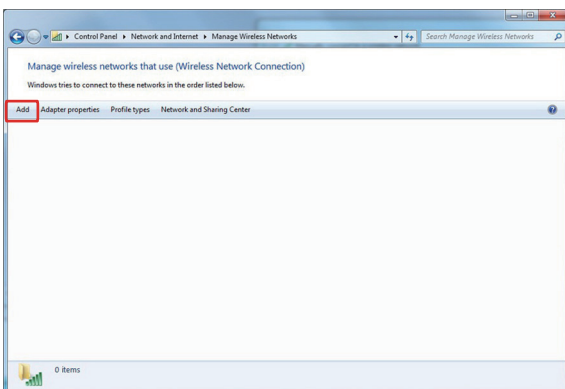 Control Panel ▸ Network and Internet ▸ Manage Wireless Networks
Search Manage Wireless Networks
Manage wireless networks that use (Wireless Network Connection)
Windows tries to connect to these networks in the order listed below.
Add Adapter properties Profile types Network and Sharing Center
0 items